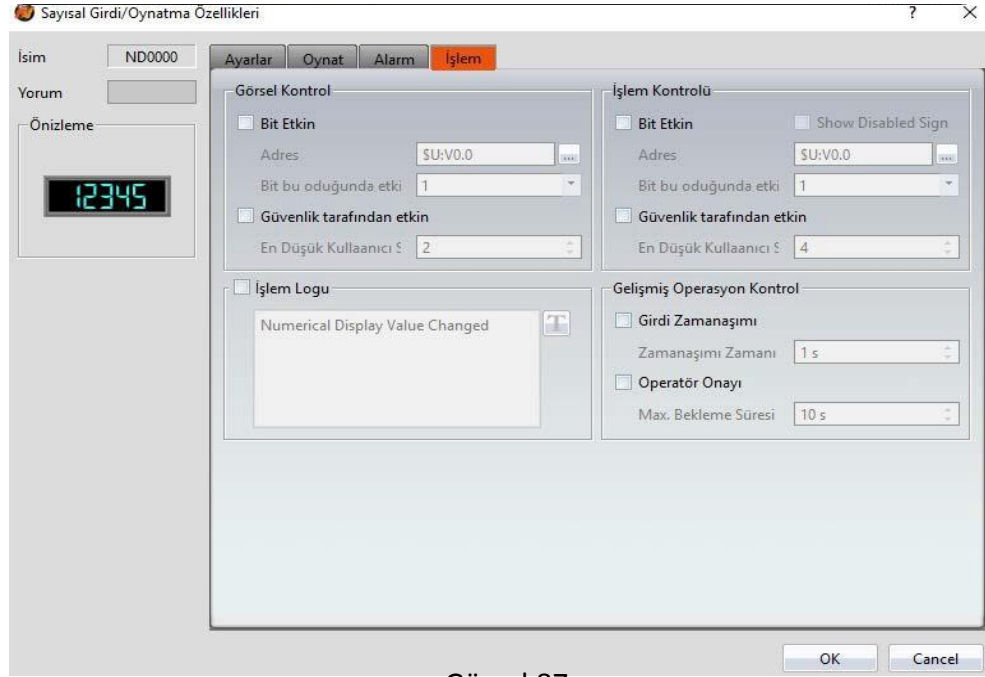 Sayısal Girdi/Oynatma Özellikleri
? ×
İsim ND0000
Yorum
Önizleme
12345
Ayarlar Oynat Alarm İşlem
Görsel Kontrol
Bit Etkin
Adres $U:V0.0 ...
Bit bu oduğunda etki 1
Güvenlik tarafından etkin
En Düşük Kullaanıcı S 2
İşlem Kontrolü
Bit Etkin Show Disabled Sign
Adres $U:V0.0 ...
Bit bu oduğunda etki 1
Güvenlik tarafından etkin
En Düşük Kullaanıcı S 4
İşlem Logu
Numerical Display Value Changed T
Gelişmiş Operasyon Kontrol
Girdi Zamanaşımı
Zamanaşımı Zamanı 1 s
Operatör Onayı
Max. Bekleme Süresi 10 s
OK Cancel